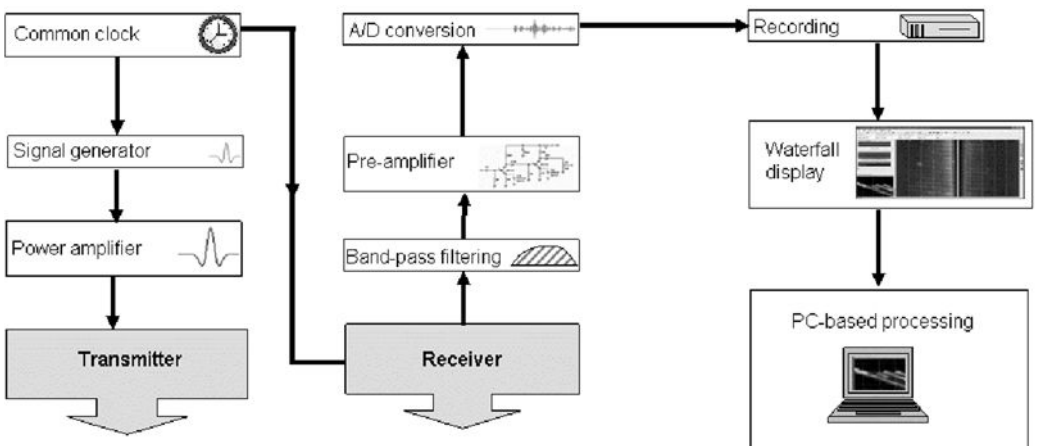 Common clock
Signal generator
Power amplifier
Transmitter
A/D conversion
Pre-amplifier
Band-pass filtering
Receiver
Recording
Waterfall
display
PC-based processing